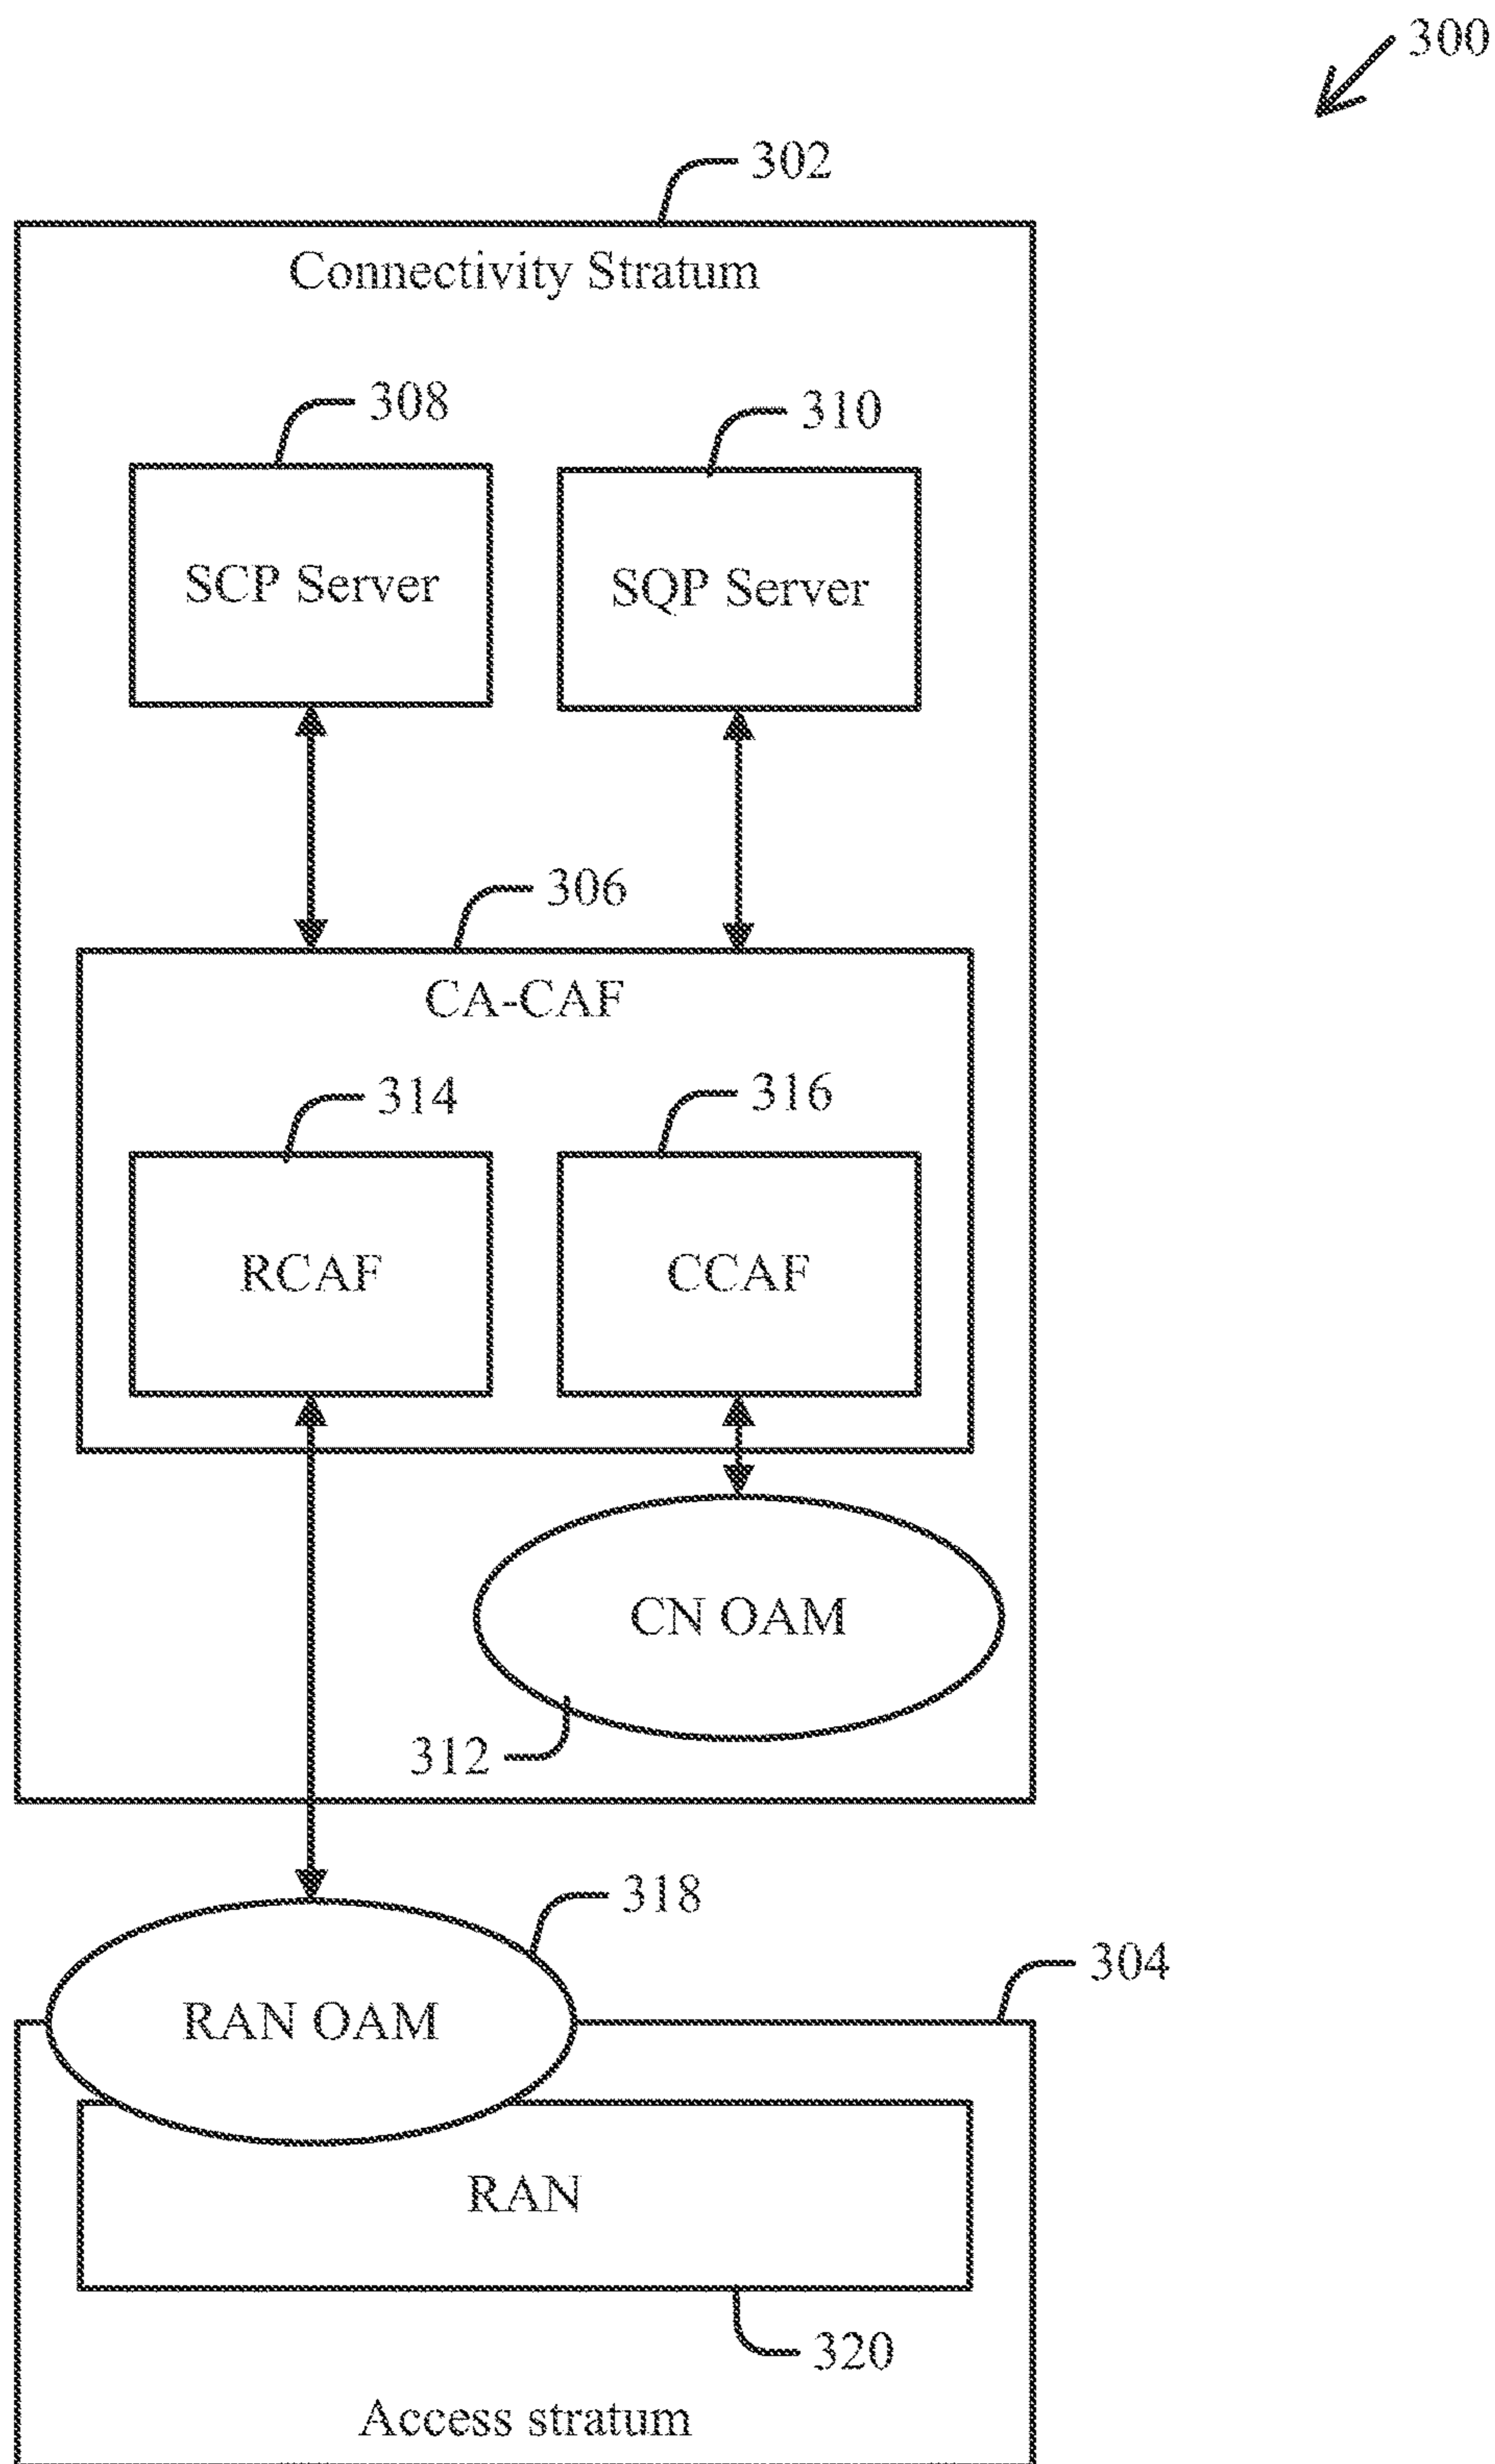 300
302
Connectivity Stratum
308
310
SCP Server
SQP Server
306
CA-CAF
314
316
RCAF
CCAF
CN OAM
312
318
304
RAN OAM
RAN
320
Access stratum